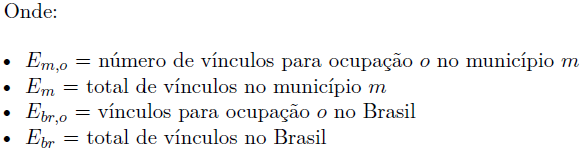 Onde:
• E_{m,o} = número de vínculos para ocupação o no município m
• E_m = total de vínculos no município m
• E_{br,o} = vínculos para ocupação o no Brasil
• E_{br} = total de vínculos no Brasil